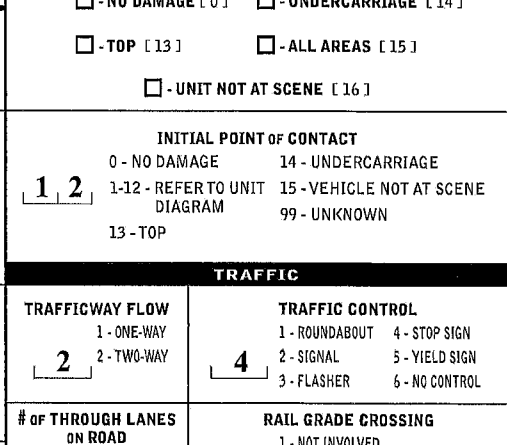 - NO DAMAGE [ 0 ] - UNDERCARRIAGE [ 14 ]
- TOP [ 13 ] - ALL AREAS [ 15 ]
- UNIT NOT AT SCENE [ 16 ]
INITIAL POINT OF CONTACT
0 - NO DAMAGE 14 - UNDERCARRIAGE
1 2 1-12 - REFER TO UNIT 15 - VEHICLE NOT AT SCENE
DIAGRAM 99 - UNKNOWN
13 - TOP
TRAFFIC
TRAFFICWAY FLOW
1 - ONE-WAY
2 2 - TWO-WAY
TRAFFIC CONTROL
1 - ROUNDABOUT 4 - STOP SIGN
4 2 - SIGNAL 5 - YIELD SIGN
3 - FLASHER 6 - NO CONTROL
# OF THROUGH LANES
ON ROAD
RAIL GRADE CROSSING
1 - NOT INVOLVED